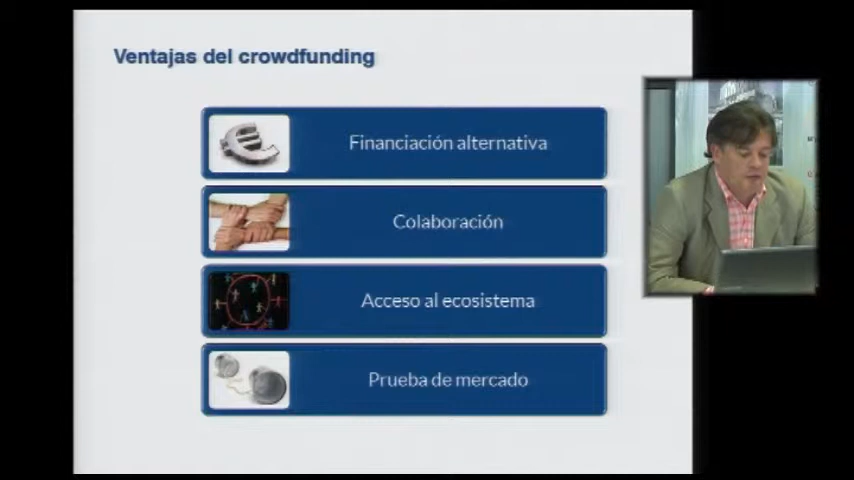 Ventajas del crowdfunding
Financiación alternativa
Colaboración
Acceso al ecosistema
Prueba de mercado